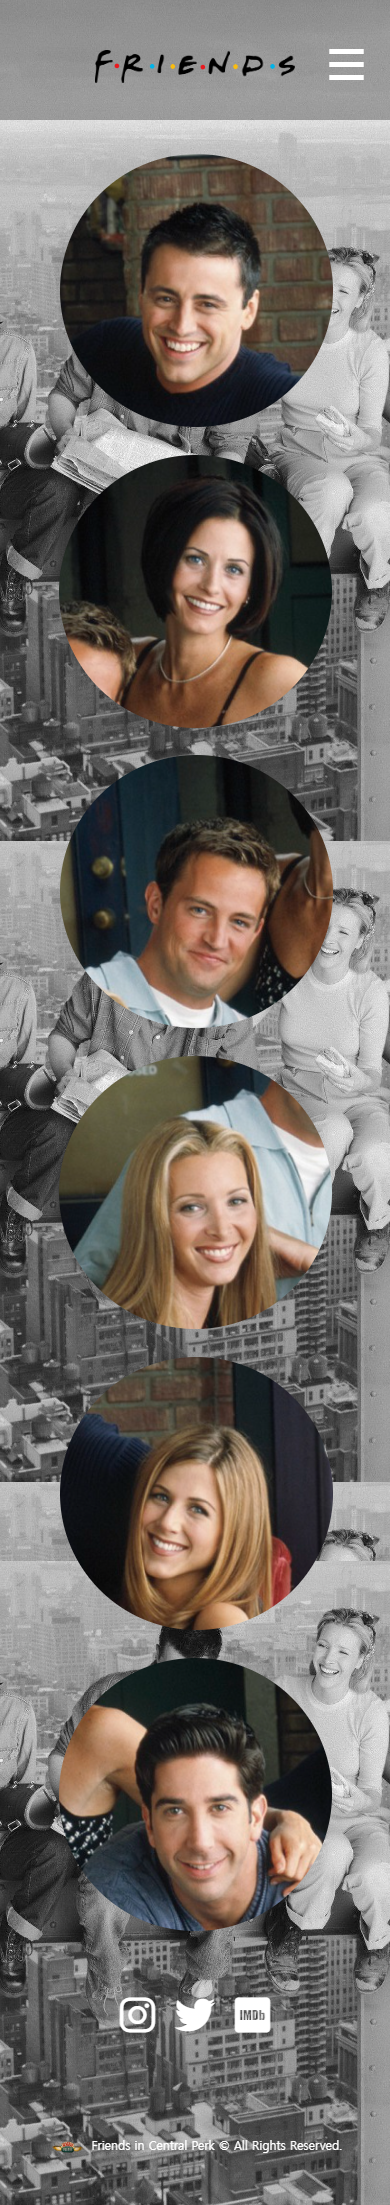 F·R·I·E·N·D·S
IMDb
Friends in Central Perk © All Rights Reserved.